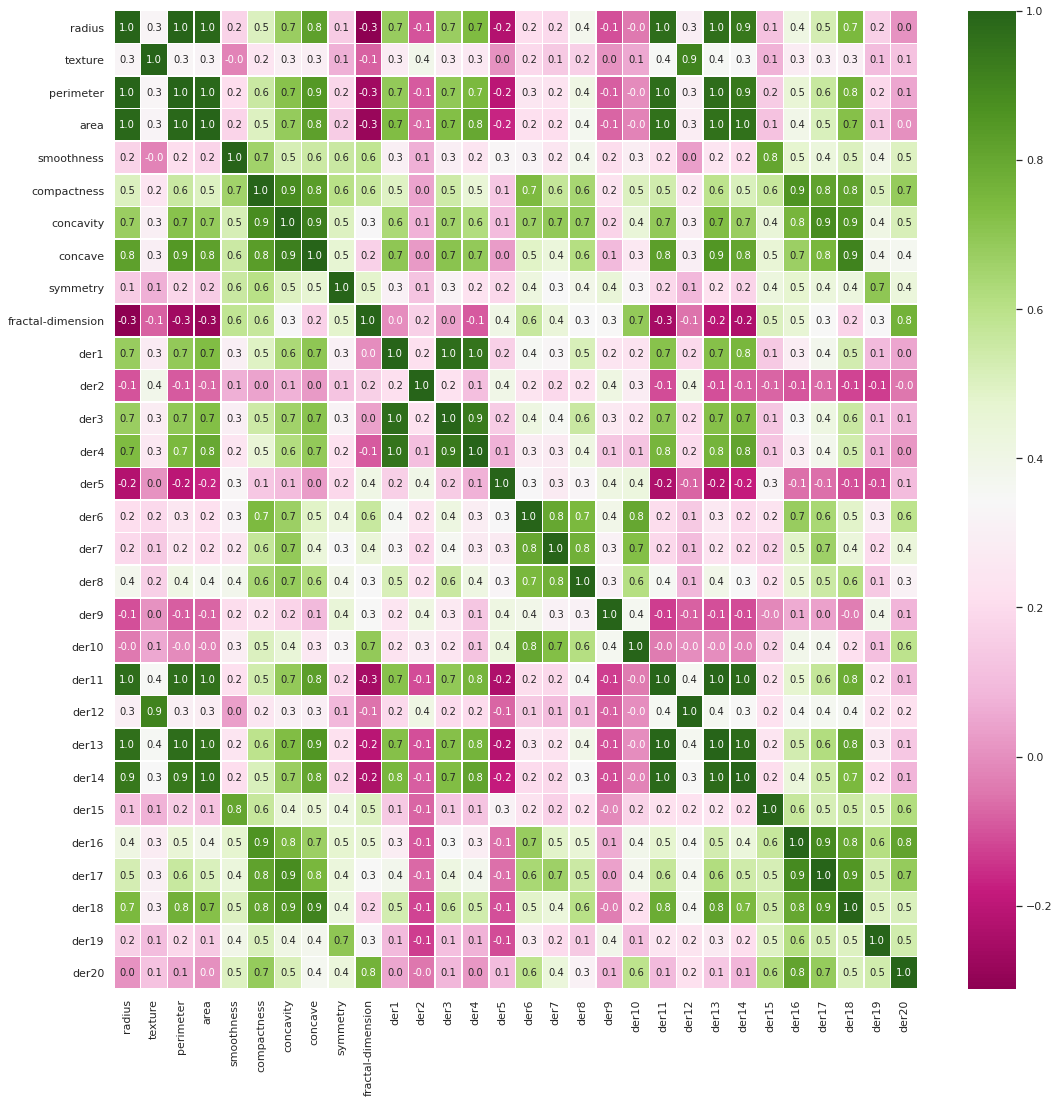 radius 1.0 0.3 1.0 1.0 0.2 0.5 0.7 0.8 0.1 -0.3 0.7 -0.1 0.7 0.7 -0.2 0.2 0.2 0.4 -0.1 -0.0 1.0 0.3 1.0 0.9 0.1 0.4 0.5 0.7 0.2 0.0
texture 0.3 1.0 0.3 0.3 -0.0 0.2 0.3 0.3 0.1 -0.1 0.3 0.4 0.3 0.3 0.0 0.2 0.1 0.2 0.0 0.1 0.4 0.9 0.4 0.3 0.1 0.3 0.3 0.3 0.1 0.1
perimeter 1.0 0.3 1.0 1.0 0.2 0.6 0.7 0.9 0.2 -0.3 0.7 -0.1 0.7 0.7 -0.2 0.3 0.2 0.4 -0.1 -0.0 1.0 0.3 1.0 0.9 0.2 0.5 0.6 0.8 0.2 0.1
area 1.0 0.3 1.0 1.0 0.2 0.5 0.7 0.8 0.2 -0.3 0.7 -0.1 0.7 0.8 -0.2 0.2 0.2 0.4 -0.1 -0.0 1.0 0.3 1.0 1.0 0.1 0.4 0.5 0.7 0.1 0.0
smoothness 0.2 -0.0 0.2 0.2 1.0 0.7 0.5 0.6 0.6 0.6 0.3 0.1 0.3 0.2 0.3 0.3 0.2 0.4 0.2 0.3 0.2 0.0 0.2 0.2 0.8 0.5 0.4 0.5 0.4 0.5
compactness 0.5 0.2 0.6 0.5 0.7 1.0 0.9 0.8 0.6 0.6 0.5 0.0 0.5 0.5 0.1 0.7 0.6 0.6 0.2 0.5 0.5 0.2 0.6 0.5 0.6 0.9 0.8 0.8 0.5 0.7
concavity 0.7 0.3 0.7 0.7 0.5 0.9 1.0 0.9 0.5 0.3 0.6 0.1 0.7 0.6 0.1 0.7 0.7 0.7 0.2 0.4 0.7 0.3 0.7 0.7 0.4 0.8 0.9 0.9 0.4 0.5
concave 0.8 0.3 0.9 0.8 0.6 0.8 0.9 1.0 0.5 0.2 0.7 0.0 0.7 0.7 0.0 0.5 0.4 0.6 0.1 0.3 0.8 0.3 0.9 0.8 0.5 0.7 0.8 0.9 0.4 0.4
symmetry 0.1 0.1 0.2 0.2 0.6 0.6 0.5 0.5 1.0 0.5 0.3 0.1 0.3 0.2 0.2 0.4 0.3 0.4 0.4 0.3 0.2 0.1 0.2 0.2 0.4 0.5 0.4 0.4 0.7 0.4
fractal-dimension -0.3 -0.1 -0.3 -0.3 0.6 0.6 0.3 0.2 0.5 1.0 0.0 0.2 0.0 -0.1 0.4 0.6 0.4 0.3 0.3 0.7 -0.3 -0.1 -0.2 -0.2 0.5 0.5 0.3 0.2 0.3 0.8
der1 0.7 0.3 0.7 0.7 0.3 0.5 0.6 0.7 0.3 0.0 1.0 0.2 1.0 1.0 0.2 0.4 0.3 0.5 0.2 0.2 0.7 0.2 0.7 0.8 0.1 0.3 0.4 0.5 0.1 0.0
der2 -0.1 0.4 -0.1 -0.1 0.1 0.0 0.1 0.0 0.1 0.2 0.2 1.0 0.2 0.1 0.4 0.2 0.2 0.2 0.4 0.3 -0.1 0.4 -0.1 -0.1 -0.1 -0.1 -0.1 -0.1 -0.1 -0.0
der3 0.7 0.3 0.7 0.7 0.3 0.5 0.7 0.7 0.3 0.0 1.0 0.2 1.0 0.9 0.2 0.4 0.4 0.6 0.3 0.2 0.7 0.2 0.7 0.7 0.1 0.3 0.4 0.6 0.1 0.1
der4 0.7 0.3 0.7 0.8 0.2 0.5 0.6 0.7 0.2 -0.1 1.0 0.1 0.9 1.0 0.1 0.3 0.3 0.4 0.1 0.1 0.8 0.2 0.8 0.8 0.1 0.3 0.4 0.5 0.1 0.0
der5 -0.2 0.0 -0.2 -0.2 0.3 0.1 0.1 0.0 0.2 0.4 0.2 0.4 0.2 0.1 1.0 0.3 0.3 0.3 0.4 0.4 -0.2 -0.1 -0.2 -0.2 0.3 -0.1 -0.1 -0.1 -0.1 0.1
der6 0.2 0.2 0.3 0.2 0.3 0.7 0.7 0.5 0.4 0.6 0.4 0.2 0.4 0.3 0.3 1.0 0.8 0.7 0.4 0.8 0.2 0.1 0.3 0.2 0.2 0.7 0.6 0.5 0.3 0.6
der7 0.2 0.1 0.2 0.2 0.2 0.6 0.7 0.4 0.3 0.4 0.3 0.2 0.4 0.3 0.3 0.8 1.0 0.8 0.3 0.7 0.2 0.1 0.2 0.2 0.2 0.5 0.7 0.4 0.2 0.4
der8 0.4 0.2 0.4 0.4 0.4 0.6 0.7 0.6 0.4 0.3 0.5 0.2 0.6 0.4 0.3 0.7 0.8 1.0 0.3 0.6 0.4 0.1 0.4 0.3 0.2 0.5 0.5 0.6 0.1 0.3
der9 -0.1 0.0 -0.1 -0.1 0.2 0.2 0.2 0.1 0.4 0.3 0.2 0.4 0.3 0.1 0.4 0.4 0.3 0.3 1.0 0.4 -0.1 -0.1 -0.1 -0.1 -0.0 0.1 0.0 -0.0 0.4 0.1
der10 -0.0 0.1 -0.0 -0.0 0.3 0.5 0.4 0.3 0.3 0.7 0.2 0.3 0.2 0.1 0.4 0.8 0.7 0.6 0.4 1.0 -0.0 -0.0 -0.0 -0.0 0.2 0.4 0.4 0.2 0.1 0.6
der11 1.0 0.4 1.0 1.0 0.2 0.5 0.7 0.8 0.2 -0.3 0.7 -0.1 0.7 0.8 -0.2 0.2 0.2 0.4 -0.1 -0.0 1.0 0.4 1.0 1.0 0.2 0.5 0.6 0.8 0.2 0.1
der12 0.3 0.9 0.3 0.3 0.0 0.2 0.3 0.3 0.1 -0.1 0.2 0.4 0.2 0.2 -0.1 0.1 0.1 0.1 -0.1 -0.0 0.4 1.0 0.4 0.3 0.2 0.4 0.4 0.4 0.2 0.2
der13 1.0 0.4 1.0 1.0 0.2 0.6 0.7 0.9 0.2 -0.2 0.7 -0.1 0.7 0.8 -0.2 0.3 0.2 0.4 -0.1 -0.0 1.0 0.4 1.0 1.0 0.2 0.5 0.6 0.8 0.3 0.1
der14 0.9 0.3 0.9 1.0 0.2 0.5 0.7 0.8 0.2 -0.2 0.8 -0.1 0.7 0.8 -0.2 0.2 0.2 0.3 -0.1 -0.0 1.0 0.3 1.0 1.0 0.2 0.4 0.5 0.7 0.2 0.1
der15 0.1 0.1 0.2 0.1 0.8 0.6 0.4 0.5 0.4 0.5 0.1 -0.1 0.1 0.1 0.3 0.2 0.2 0.2 -0.0 0.2 0.2 0.2 0.2 0.2 1.0 0.6 0.5 0.5 0.5 0.6
der16 0.4 0.3 0.5 0.4 0.5 0.9 0.8 0.7 0.5 0.5 0.3 -0.1 0.3 0.3 -0.1 0.7 0.5 0.5 0.1 0.4 0.5 0.4 0.5 0.4 0.6 1.0 0.9 0.8 0.6 0.8
der17 0.5 0.3 0.6 0.5 0.4 0.8 0.9 0.8 0.4 0.3 0.4 -0.1 0.4 0.4 -0.1 0.6 0.7 0.5 0.0 0.4 0.6 0.4 0.6 0.5 0.5 0.9 1.0 0.9 0.5 0.7
der18 0.7 0.3 0.8 0.7 0.5 0.8 0.9 0.9 0.4 0.2 0.5 -0.1 0.6 0.5 -0.1 0.5 0.4 0.6 -0.0 0.2 0.8 0.4 0.8 0.7 0.5 0.8 0.9 1.0 0.5 0.5
der19 0.2 0.1 0.2 0.1 0.4 0.5 0.4 0.4 0.7 0.3 0.1 -0.1 0.1 0.1 -0.1 0.3 0.2 0.1 0.4 0.1 0.2 0.2 0.3 0.2 0.5 0.6 0.5 0.5 1.0 0.5
der20 0.0 0.1 0.1 0.0 0.5 0.7 0.5 0.4 0.4 0.8 0.0 -0.0 0.1 0.0 0.1 0.6 0.4 0.3 0.1 0.6 0.1 0.2 0.1 0.1 0.6 0.8 0.7 0.5 0.5 1.0
radius texture perimeter area smoothness compactness concavity concave symmetry fractal-dimension der1 der2 der3 der4 der5 der6 der7 der8 der9 der10 der11 der12 der13 der14 der15 der16 der17 der18 der19 der20
1.0
0.8
0.6
0.4
0.2
0.0
−0.2